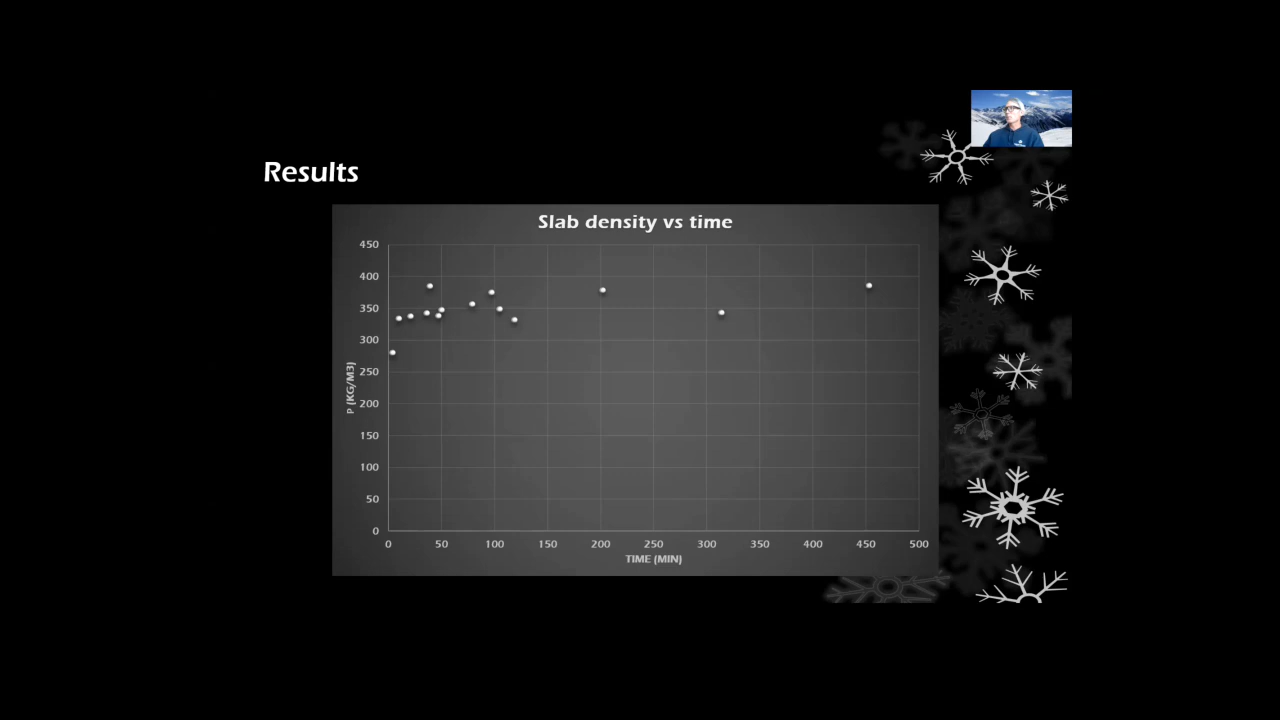 Results
Slab density vs time
450
400
350
300
250
200
150
100
50
0
P (KG/M3)
0 50 100 150 200 250 300 350 400 450 500
TIME (MIN)